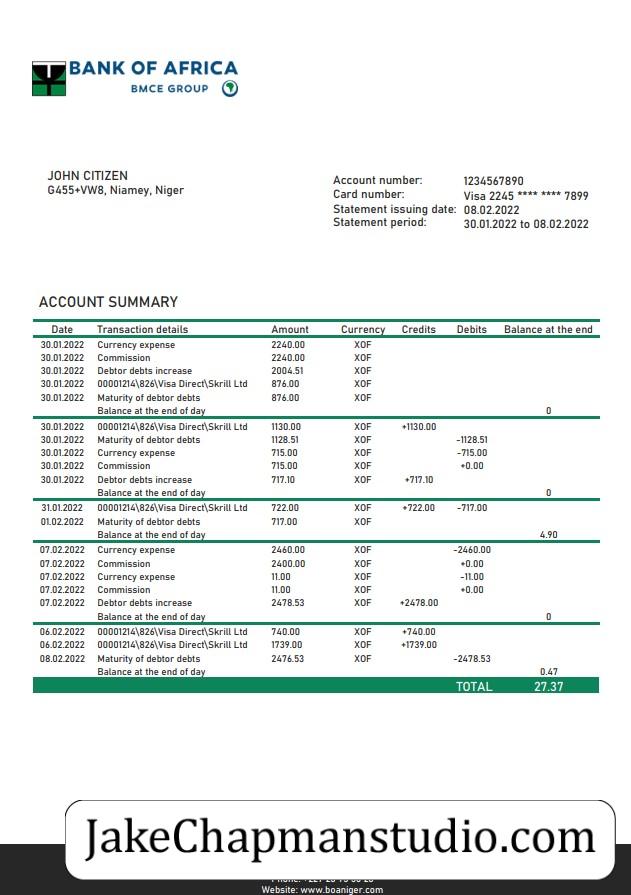 BANK OF AFRICA
BMCE GROUP
JOHN CITIZEN
G455+VW8, Niamey, Niger
Account number: 1234567890
Card number: Visa 2245 **** **** 7899
Statement issuing date: 08.02.2022
Statement period: 30.01.2022 to 08.02.2022
ACCOUNT SUMMARY
Date Transaction details Amount Currency Credits Debits Balance at the end
30.01.2022 Currency expense 2240.00 XOF
30.01.2022 Commission 2240.00 XOF
30.01.2022 Debtor debts increase 2004.51 XOF
30.01.2022 00001214\826\Visa Direct\Skrill Ltd 876.00 XOF
30.01.2022 Maturity of debtor debts 876.00 XOF
Balance at the end of day 0
30.01.2022 00001214\826\Visa Direct\Skrill Ltd 1130.00 XOF +1130.00
30.01.2022 Maturity of debtor debts 1128.51 XOF -1128.51
30.01.2022 Currency expense 715.00 XOF -715.00
30.01.2022 Commission 715.00 XOF +0.00
30.01.2022 Debtor debts increase 717.10 XOF +717.10
Balance at the end of day 0
31.01.2022 00001214\826\Visa Direct\Skrill Ltd 722.00 XOF +722.00 -717.00
01.02.2022 Maturity of debtor debts 717.00 XOF
Balance at the end of day 4.90
07.02.2022 Currency expense 2460.00 XOF -2460.00
07.02.2022 Commission 2400.00 XOF +0.00
07.02.2022 Currency expense 11.00 XOF -11.00
07.02.2022 Commission 11.00 XOF +0.00
07.02.2022 Debtor debts increase 2478.53 XOF +2478.00
Balance at the end of day 0
06.02.2022 00001214\826\Visa Direct\Skrill Ltd 740.00 XOF +740.00
06.02.2022 00001214\826\Visa Direct\Skrill Ltd 1739.00 XOF +1739.00
08.02.2022 Maturity of debtor debts 2476.53 XOF -2478.53
Balance at the end of day 0.47
TOTAL 27.37
JakeChapmanstudio.com
Website: www.boaniger.com